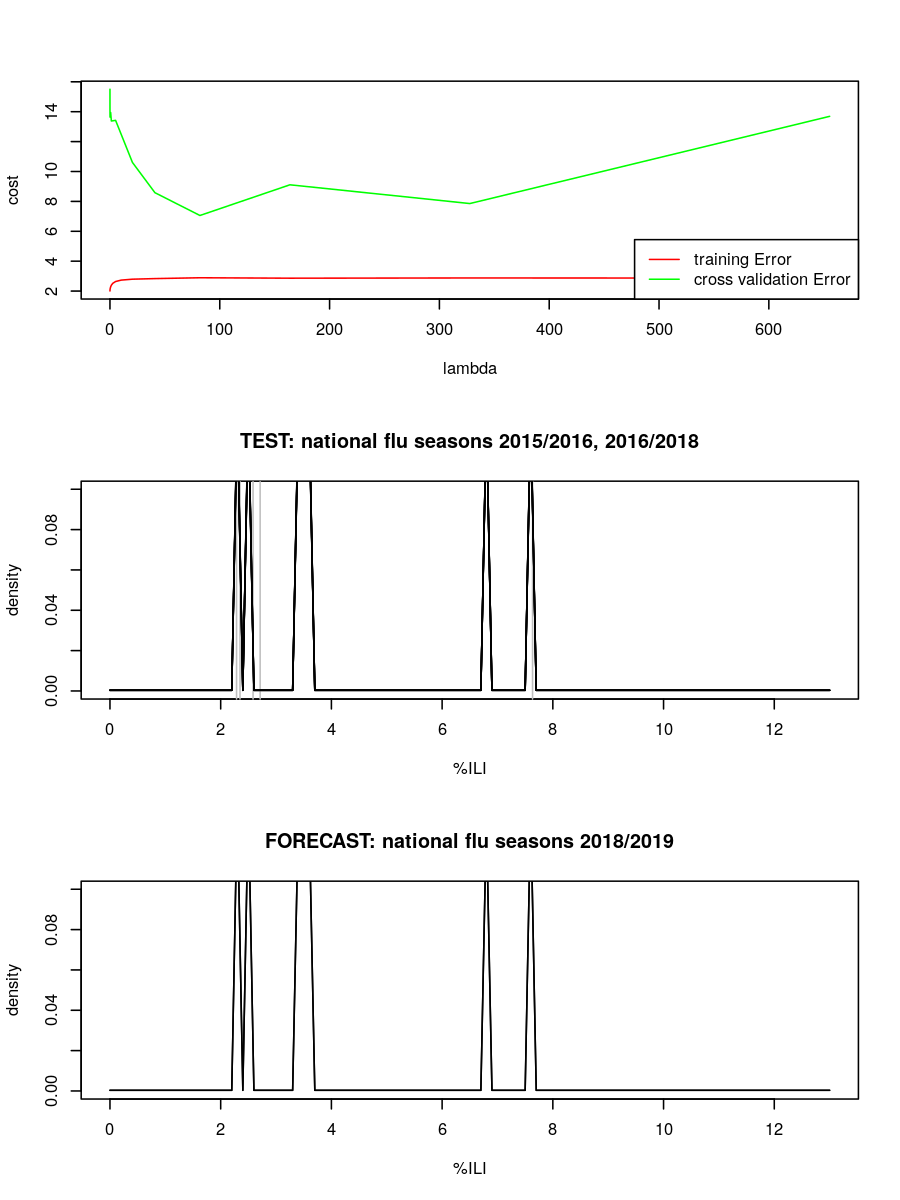 cost
2
4
6
8
10
14
training Error
cross validation Error
0 100 200 300 400 500 600
lambda
TEST: national flu seasons 2015/2016, 2016/2018
density
0.00
0.04
0.08
0 2 4 6 8 10 12
%ILI
FORECAST: national flu seasons 2018/2019
density
0.00
0.04
0.08
0 2 4 6 8 10 12
%ILI